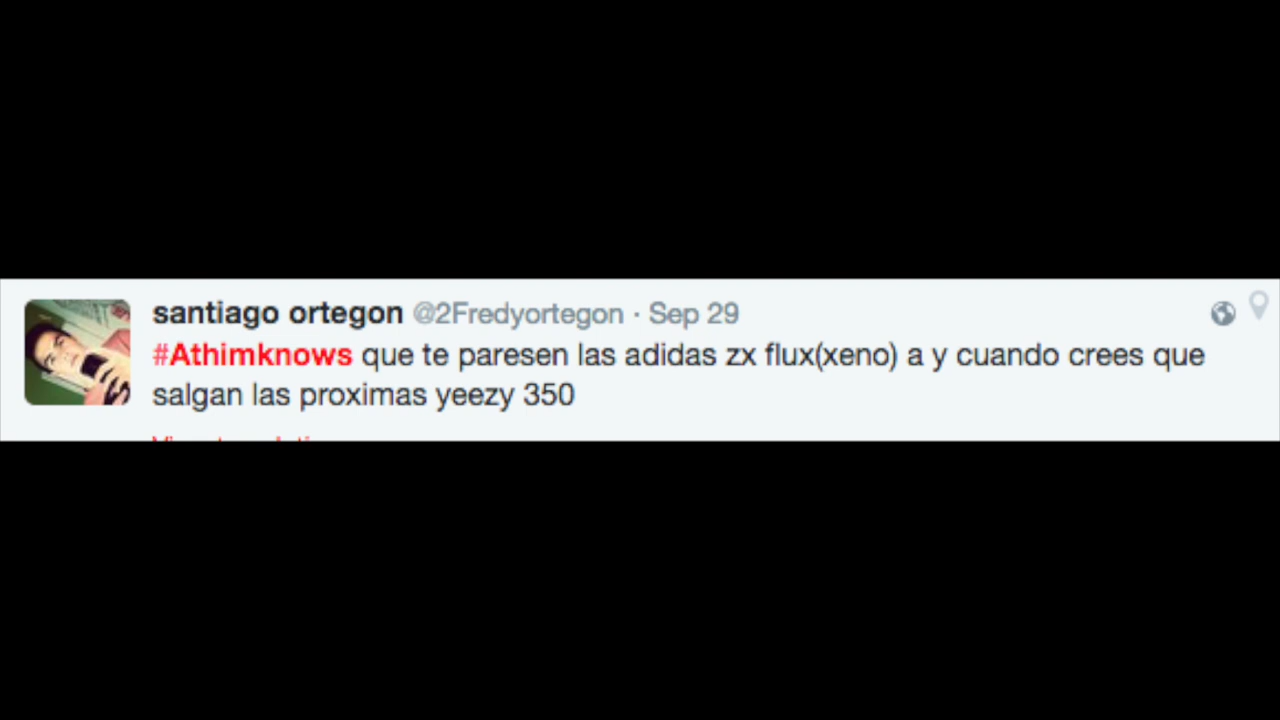 santiago ortegon @2Fredyortegon · Sep 29
#Athimknows que te paresen las adidas zx flux(xeno) a y cuando crees que
salgan las proximas yeezy 350